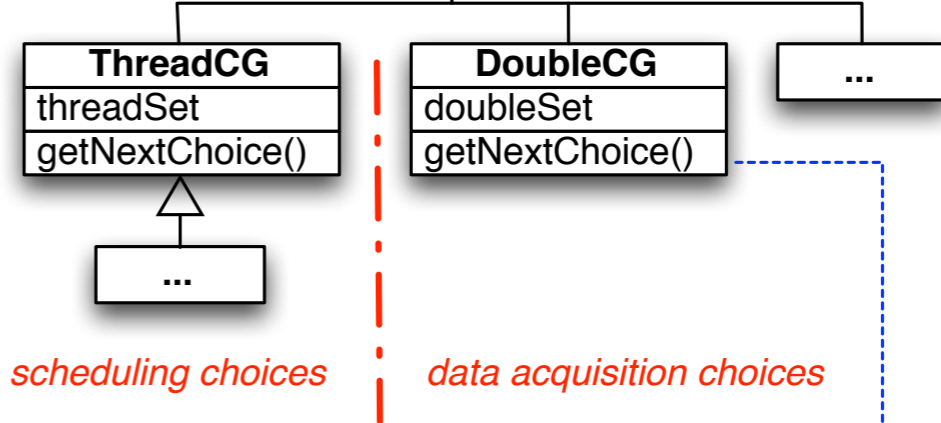 ThreadCG
threadSet
getNextChoice()
DoubleCG
doubleSet
getNextChoice()
...
...
scheduling choices
data acquisition choices